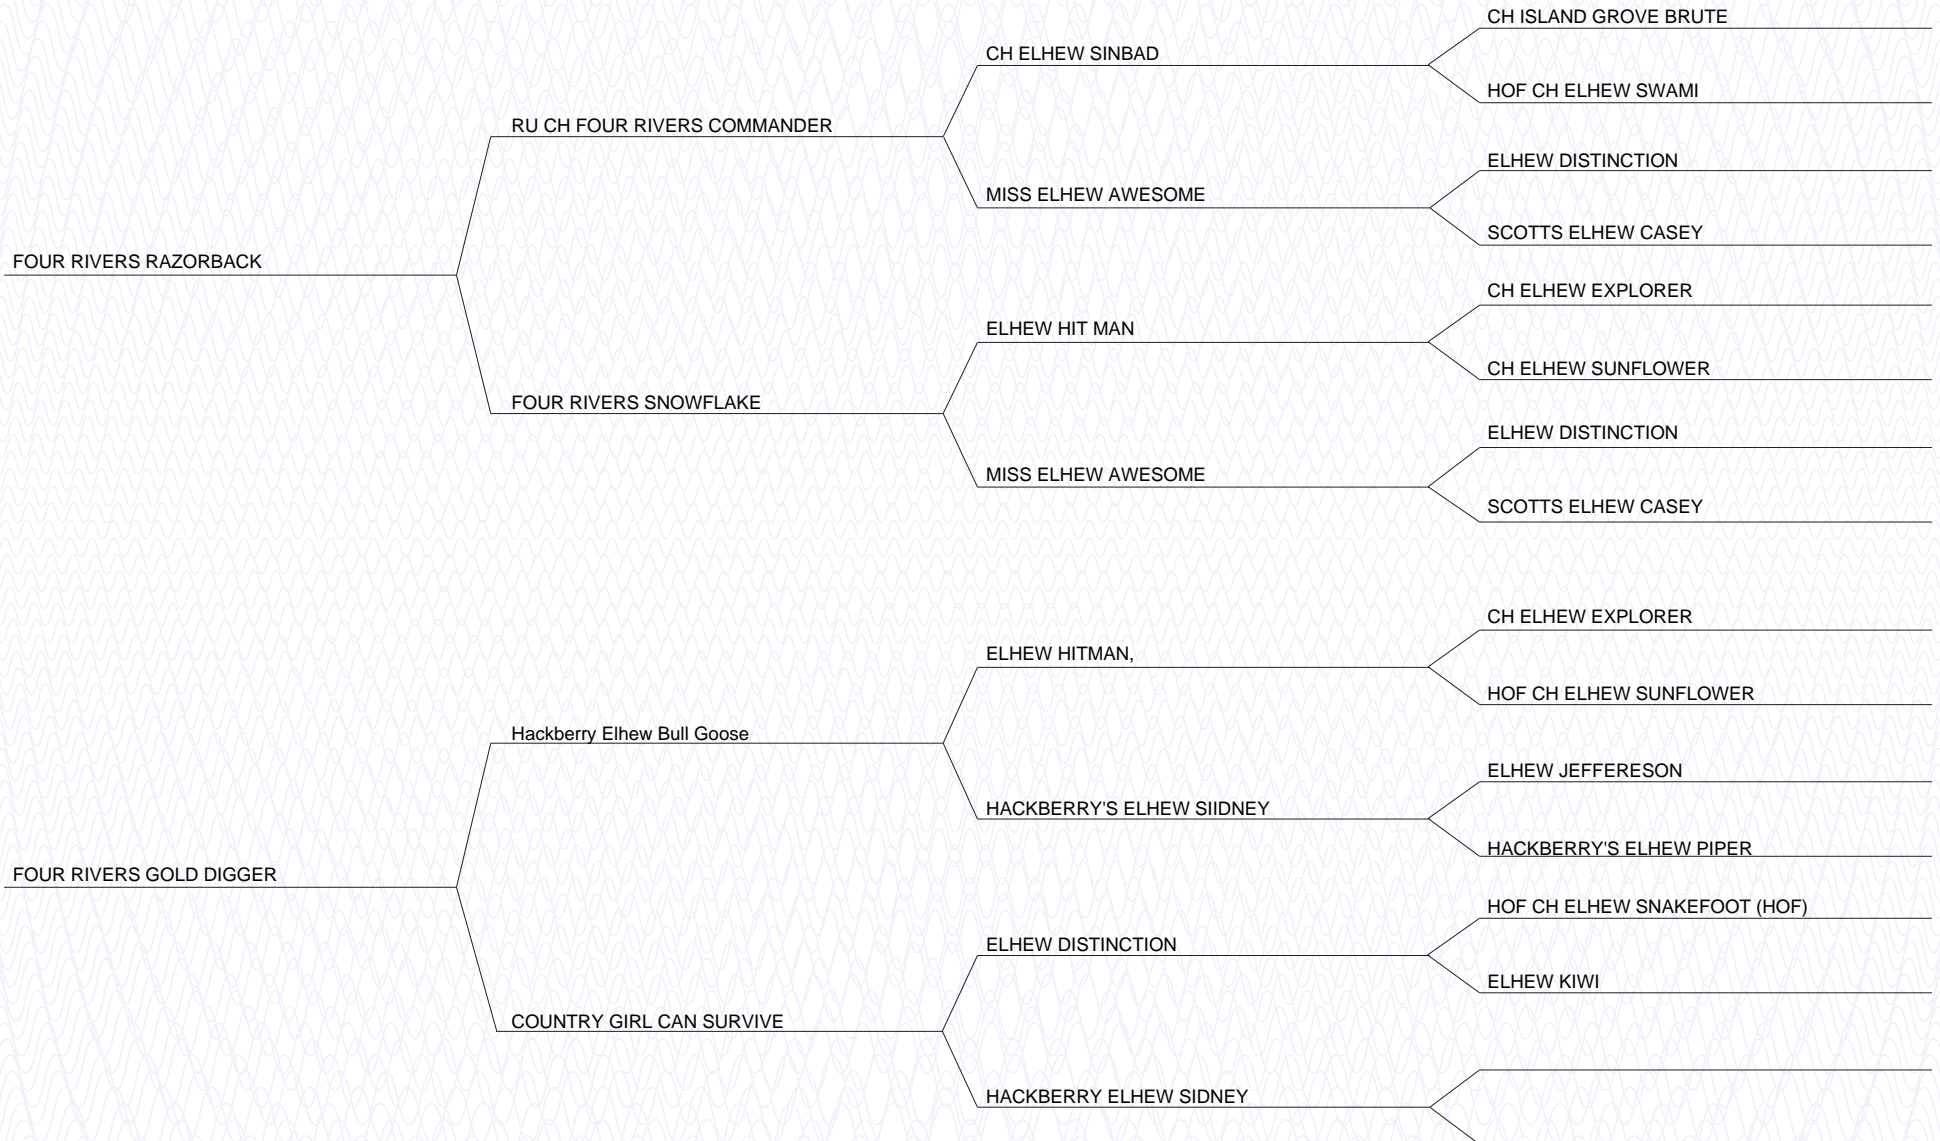 CH ISLAND GROVE BRUTE
CH ELHEW SINBAD
HOF CH ELHEW SWAMI
RU CH FOUR RIVERS COMMANDER
ELHEW DISTINCTION
MISS ELHEW AWESOME
SCOTTS ELHEW CASEY
FOUR RIVERS RAZORBACK
CH ELHEW EXPLORER
ELHEW HIT MAN
CH ELHEW SUNFLOWER
FOUR RIVERS SNOWFLAKE
ELHEW DISTINCTION
MISS ELHEW AWESOME
SCOTTS ELHEW CASEY
CH ELHEW EXPLORER
ELHEW HITMAN,
HOF CH ELHEW SUNFLOWER
Hackberry Elhew Bull Goose
ELHEW JEFFERESON
HACKBERRY'S ELHEW SIIDNEY
HACKBERRY'S ELHEW PIPER
FOUR RIVERS GOLD DIGGER
HOF CH ELHEW SNAKEFOOT (HOF)
ELHEW DISTINCTION
ELHEW KIWI
COUNTRY GIRL CAN SURVIVE
HACKBERRY ELHEW SIDNEY